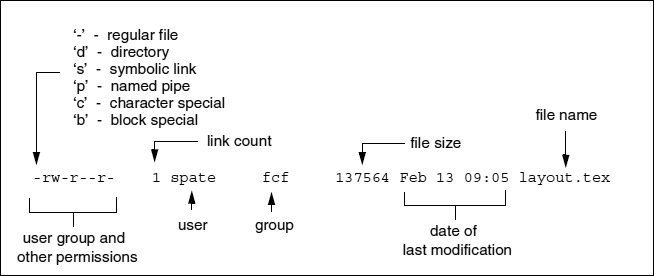 ‘-’ - regular file
‘d’ - directory
‘s’ - symbolic link
‘p’ - named pipe
‘c’ - character special
‘b’ - block special
link count
file size
file name
-rw-r--r- 1 spate fcf 137564 Feb 13 09:05 layout.tex
user group and
other permissions
user
group
date of
last modification